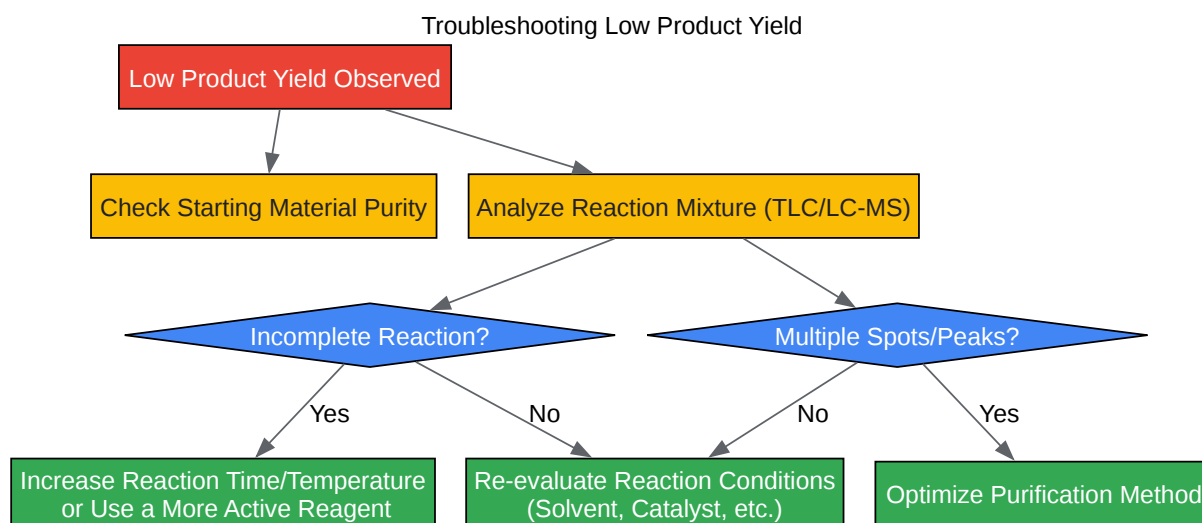 Troubleshooting Low Product Yield
Low Product Yield Observed
Check Starting Material Purity
Analyze Reaction Mixture (TLC/LC-MS)
Incomplete Reaction?
Multiple Spots/Peaks?
Yes
No
No
Yes
Increase Reaction Time/Temperature
or Use a More Active Reagent
Re-evaluate Reaction Conditions
(Solvent, Catalyst, etc.)
Optimize Purification Method